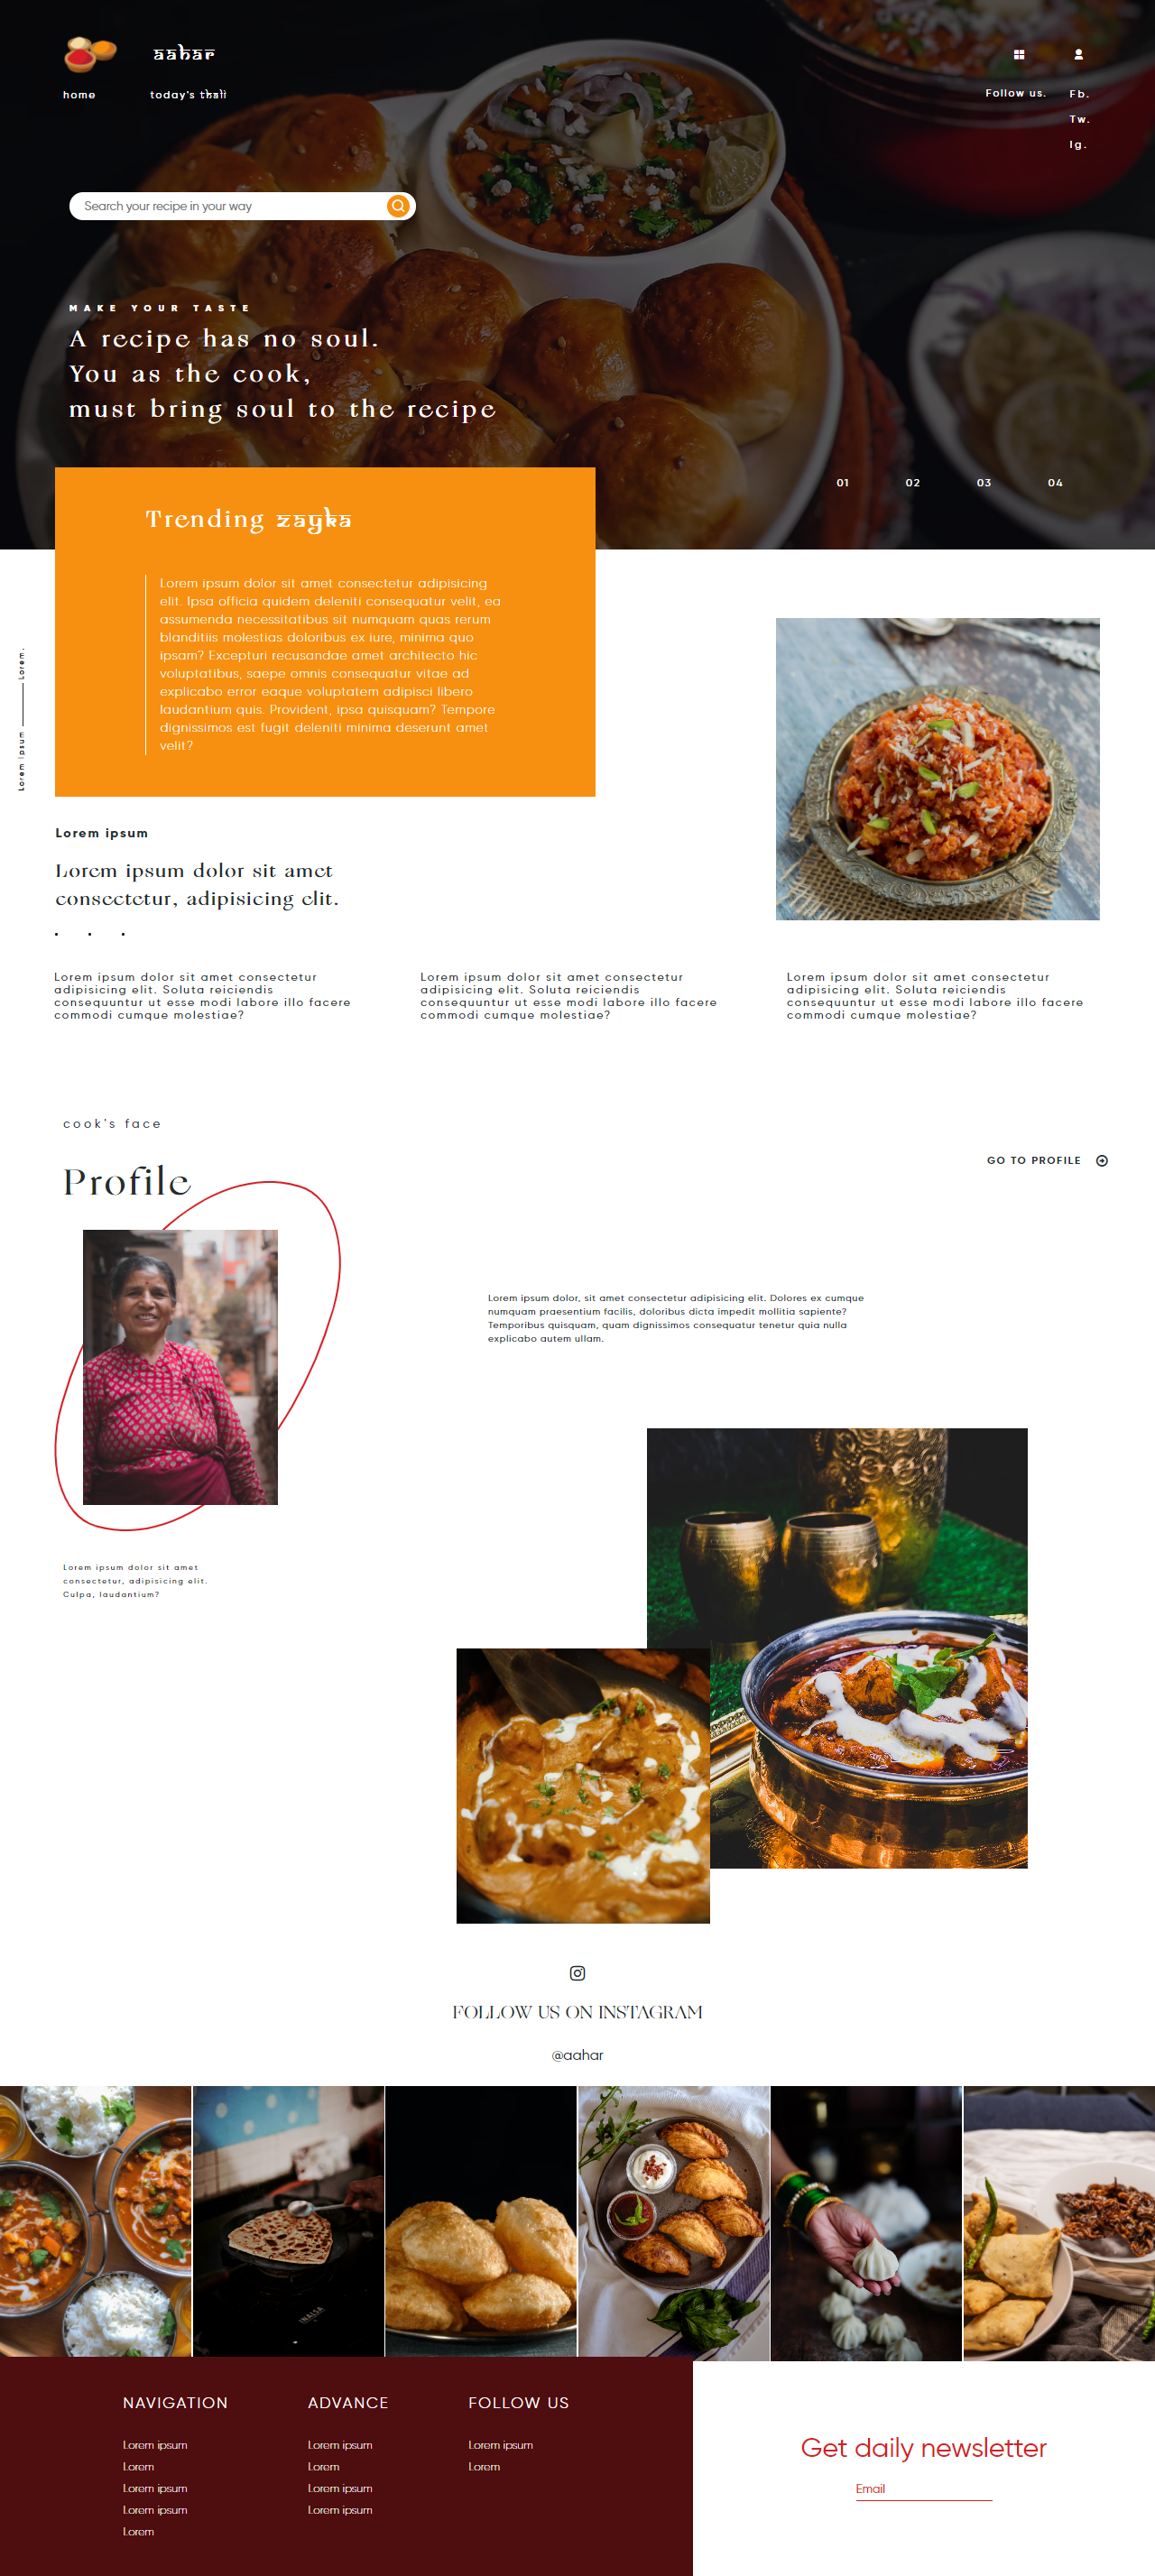 aahar
home
today's thali
Follow us.
Fb.
Tw.
Ig.
Search your recipe in your way
MAKE YOUR TASTE
A recipe has no soul.
You as the cook,
must bring soul to the recipe
01
02
03
04
Trending zayka
Lorem ipsum dolor sit amet consectetur adipisicing
elit. Ipsa officia quidem deleniti consequatur velit, ea
assumenda necessitatibus sit numquam quas rerum
blanditiis molestias doloribus ex iure, minima quo
ipsam? Excepturi recusandae amet architecto hic
voluptatibus, saepe omnis consequatur vitae ad
explicabo error eaque voluptatem adipisci libero
laudantium quis. Provident, ipsa quisquam? Tempore
dignissimos est fugit deleniti minima deserunt amet
velit?
Lorem ipsum
Lorem.
Lorem ipsum
Lorem ipsum dolor sit amet
consectetur, adipisicing elit.
Lorem ipsum dolor sit amet consectetur
adipisicing elit. Soluta reiciendis
consequuntur ut esse modi labore illo facere
commodi cumque molestiae?
Lorem ipsum dolor sit amet consectetur
adipisicing elit. Soluta reiciendis
consequuntur ut esse modi labore illo facere
commodi cumque molestiae?
Lorem ipsum dolor sit amet consectetur
adipisicing elit. Soluta reiciendis
consequuntur ut esse modi labore illo facere
commodi cumque molestiae?
cook's face
Profile
GO TO PROFILE
Lorem ipsum dolor, sit amet consectetur adipisicing elit. Dolores ex cumque
numquam praesentium facilis, doloribus dicta impedit mollitia sapiente?
Temporibus quisquam, quam dignissimos consequatur tenetur quia nulla
explicabo autem ullam.
Lorem ipsum dolor sit amet
consectetur, adipisicing elit.
Culpa, laudantium?
FOLLOW US ON INSTAGRAM
@aahar
INALSA
NAVIGATION
Lorem ipsum
Lorem
Lorem ipsum
Lorem ipsum
Lorem
ADVANCE
Lorem ipsum
Lorem
Lorem ipsum
Lorem ipsum
FOLLOW US
Lorem ipsum
Lorem
Get daily newsletter
Email